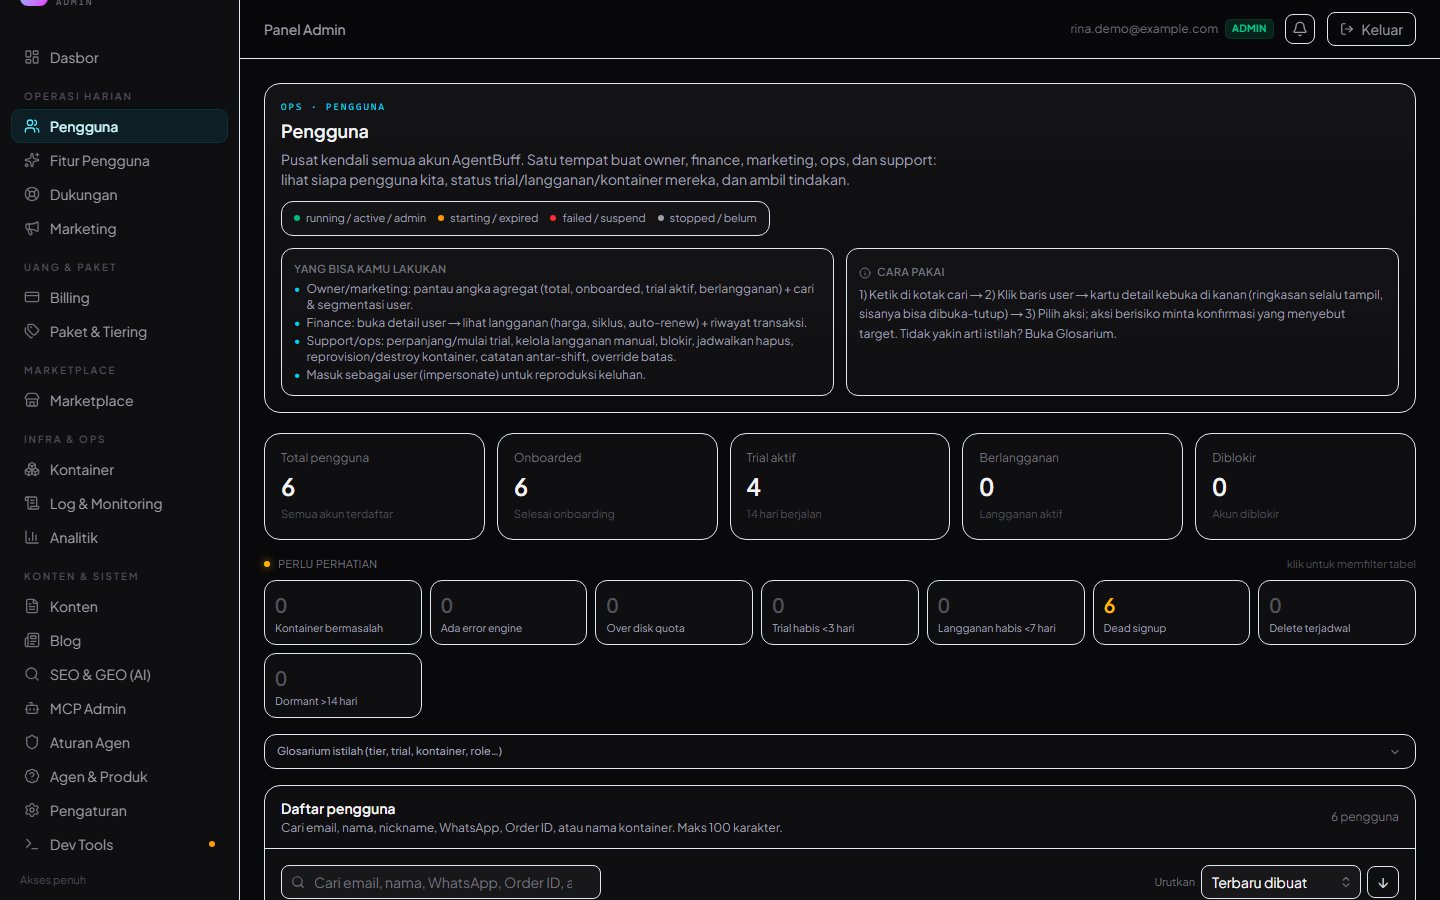 ADMIN
Dasbor
OPERASI HARIAN
Pengguna
Fitur Pengguna
Dukungan
Marketing
UANG & PAKET
Billing
Paket & Tiering
MARKETPLACE
Marketplace
INFRA & OPS
Kontainer
Log & Monitoring
Analitik
KONTEN & SISTEM
Konten
Blog
SEO & GEO (AI)
MCP Admin
Aturan Agen
Agen & Produk
Pengaturan
Dev Tools
Akses penuh
Panel Admin
rina.demo@example.com ADMIN
Keluar
OPS · PENGGUNA
Pengguna
Pusat kendali semua akun AgentBuff. Satu tempat buat owner, finance, marketing, ops, dan support:
lihat siapa pengguna kita, status trial/langganan/kontainer mereka, dan ambil tindakan.
running / active / admin starting / expired failed / suspend stopped / belum
YANG BISA KAMU LAKUKAN
• Owner/marketing: pantau angka agregat (total, onboarded, trial aktif, berlangganan) + cari
& segmentasi user.
• Finance: buka detail user → lihat langganan (harga, siklus, auto-renew) + riwayat transaksi.
• Support/ops: perpanjang/mulai trial, kelola langganan manual, blokir, jadwalkan hapus,
reprovision/destroy kontainer, catatan antar-shift, override batas.
• Masuk sebagai user (impersonate) untuk reproduksi keluhan.
CARA PAKAI
1) Ketik di kotak cari → 2) Klik baris user → kartu detail kebuka di kanan (ringkasan selalu tampil,
sisanya bisa dibuka-tutup) → 3) Pilih aksi; aksi berisiko minta konfirmasi yang menyebut
target. Tidak yakin arti istilah? Buka Glosarium.
Total pengguna
6
Semua akun terdaftar
Onboarded
6
Selesai onboarding
Trial aktif
4
14 hari berjalan
Berlangganan
0
Langganan aktif
Diblokir
0
Akun diblokir
PERLU PERHATIAN
klik untuk memfilter tabel
0
Kontainer bermasalah
0
Ada error engine
0
Over disk quota
0
Trial habis <3 hari
0
Langganan habis <7 hari
6
Dead signup
0
Delete terjadwal
0
Dormant >14 hari
Glosarium istilah (tier, trial, kontainer, role…)
Daftar pengguna
Cari email, nama, nickname, WhatsApp, Order ID, atau nama kontainer. Maks 100 karakter.
6 pengguna
Cari email, nama, WhatsApp, Order ID, a
Urutkan
Terbaru dibuat